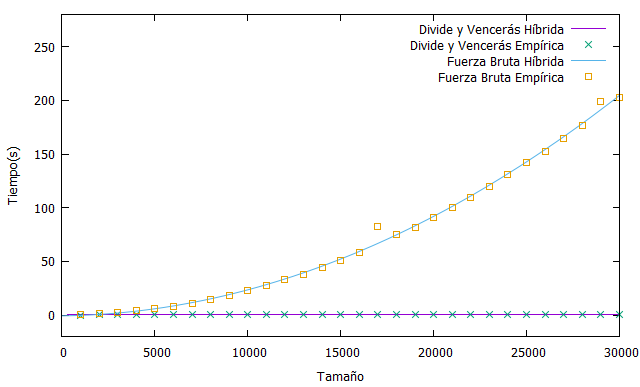 Divide y Vencerás Híbrida
Divide y Vencerás Empírica
Fuerza Bruta Híbrida
Fuerza Bruta Empírica
250
200
150
100
50
0
Tiempo(s)
0 5000 10000 15000 20000 25000 30000
Tamaño